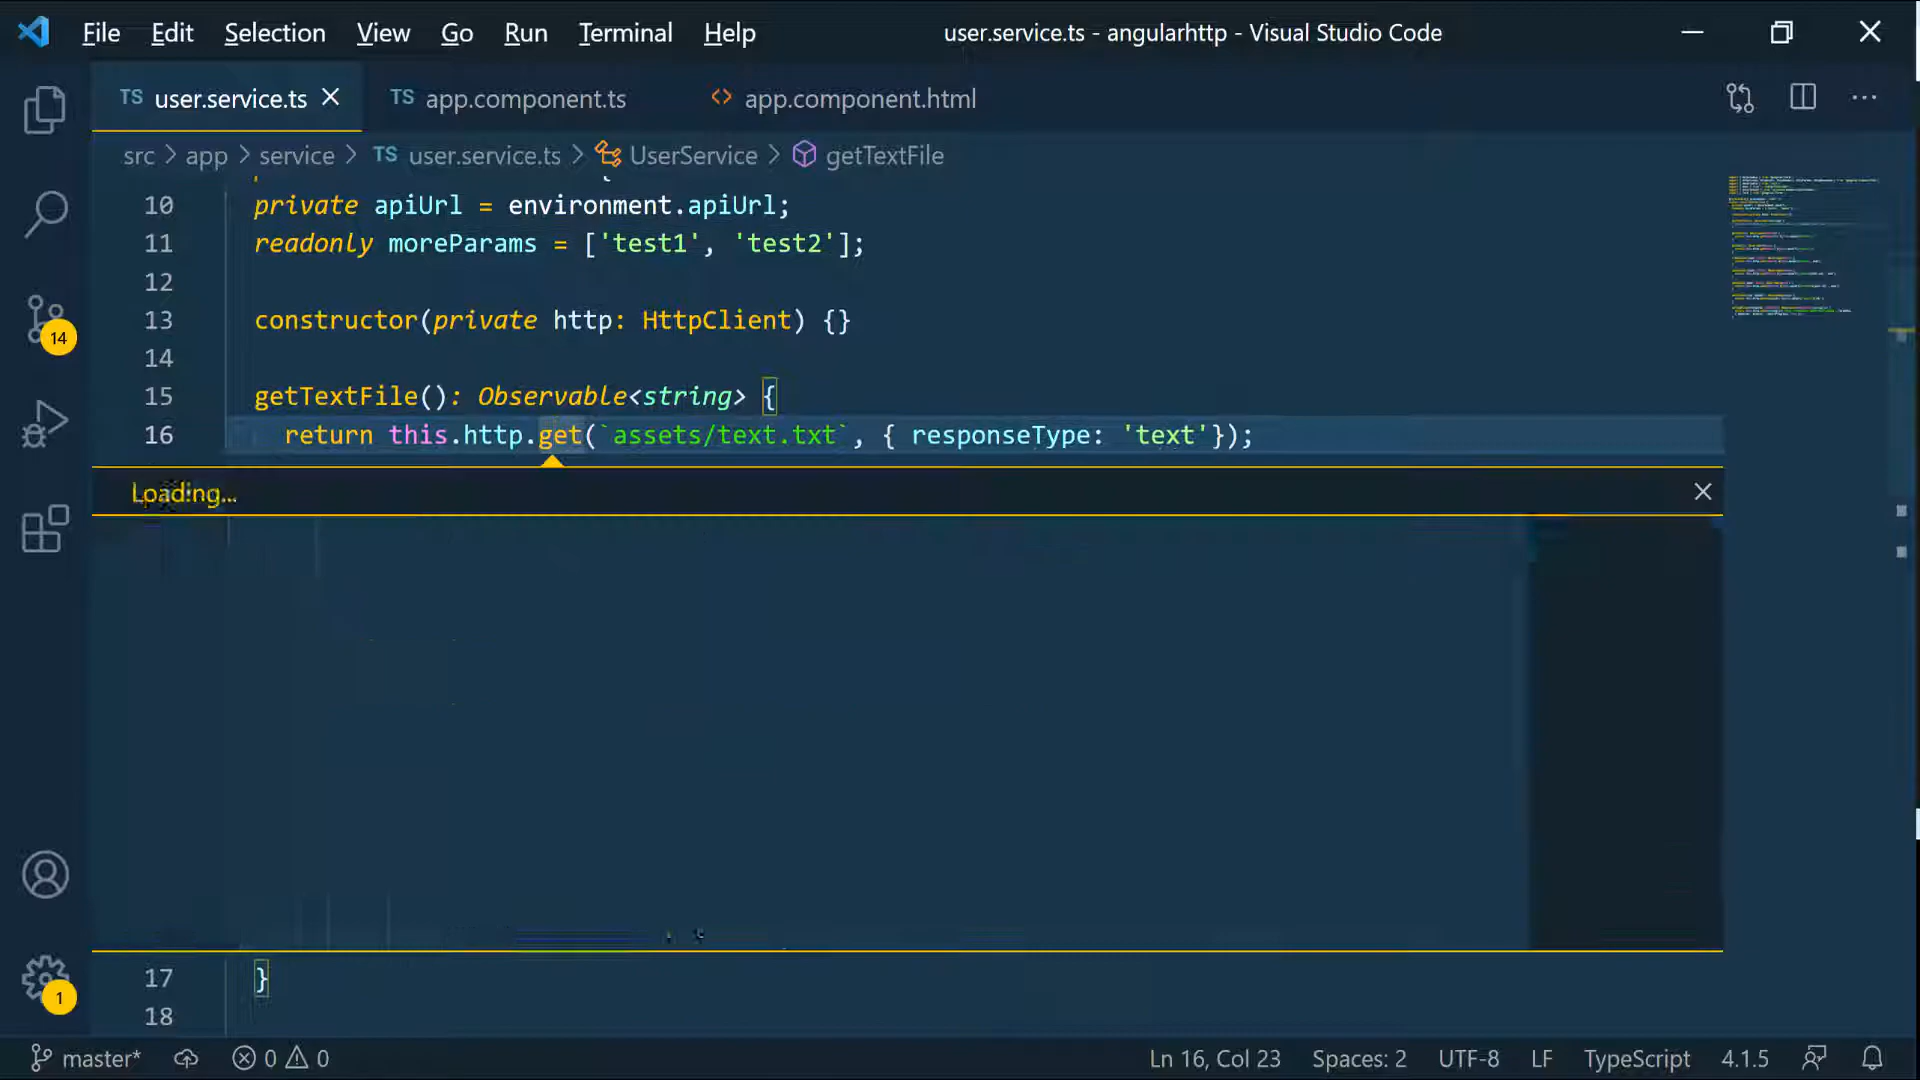 File Edit Selection View Go Run Terminal Help user.service.ts - angularhttp - Visual Studio Code
TS user.service.ts TS app.component.ts <> app.component.html
src > app > service > TS user.service.ts > UserService > getTextFile
10 private apiUrl = environment.apiUrl;
11 readonly moreParams = ['test1', 'test2'];
12
13 constructor(private http: HttpClient) {}
14
15 getTextFile(): Observable<string> {
16 return this.http.get(`assets/text.txt`, { responseType: 'text'});
Loading...
17 }
18
14
1
master* 0 0 Ln 16, Col 23 Spaces: 2 UTF-8 LF TypeScript 4.1.5